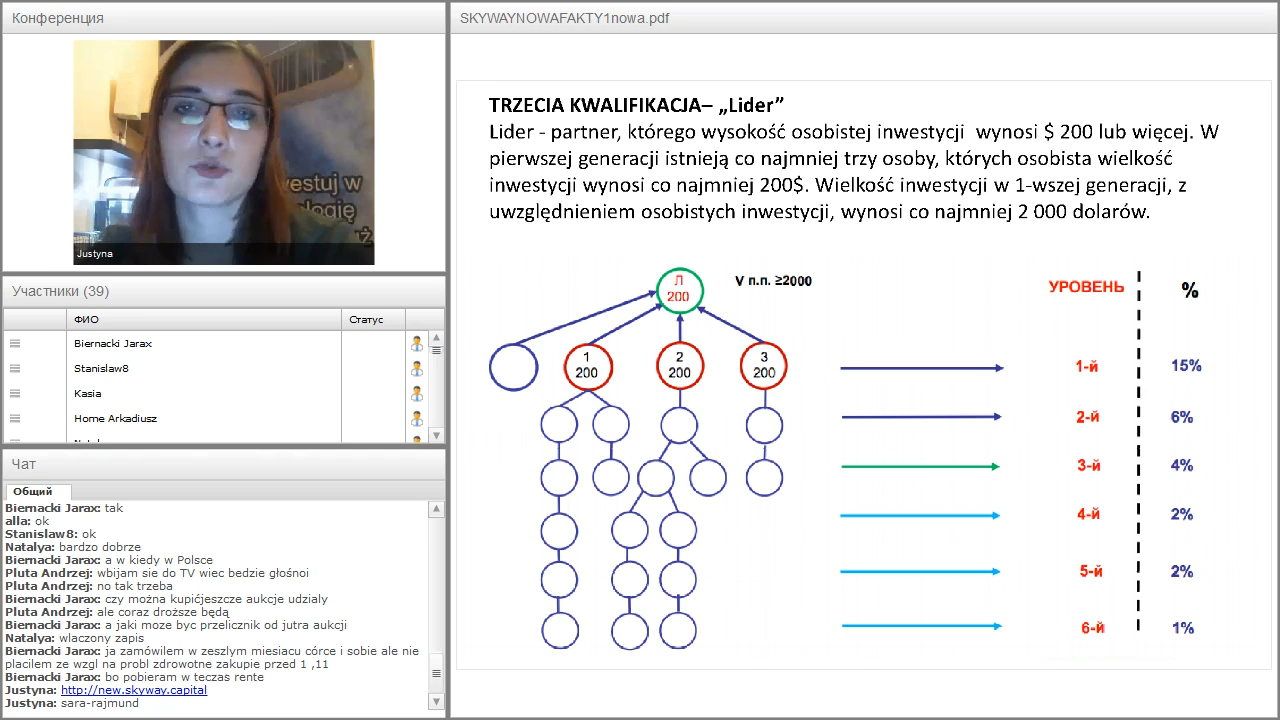 Конференция
estuj w
ologię
Justyna
Участники (39)
ФИО
Статус
Biernacki Jarax
Stanislaw8
Kasia
Home Arkadiusz
Чат
Общий
Biernacki Jarax: tak
alla: ok
Stanislaw8: ok
Natalya: bardzo dobrze
Biernacki Jarax: a w kiedy w Polsce
Pluta Andrzej: wbijam sie do TV wiec bedzie głośnoi
Pluta Andrzej: no tak trzeba
Biernacki Jarax: czy można kupićjeszcze aukcje udzialy
Pluta Andrzej: ale coraz droższe będą
Biernacki Jarax: a jaki moze byc przelicznik od jutra aukcji
Natalya: wlaczony zapis
Biernacki Jarax: ja zamówilem w zeszlym miesiacu córce i sobie ale nie
placilem ze wzgl na probl zdrowotne zakupie przed 1 ,11
Biernacki Jarax: bo pobieram w teczas rente
Justyna: http://new.skyway.capital
Justyna: sara-rajmund
SKYWAYNOWAFAKTY1nowa.pdf
TRZECIA KWALIFIKACJA– „Lider”
Lider - partner, którego wysokość osobistej inwestycji wynosi $ 200 lub więcej. W
pierwszej generacji istnieją co najmniej trzy osoby, których osobista wielkość
inwestycji wynosi co najmniej 200$. Wielkość inwestycji w 1-wszej generacji, z
uwzględnieniem osobistych inwestycji, wynosi co najmniej 2 000 dolarów.
Л
200
V п.п. ≥2000
УРОВЕНЬ
%
1
200
2
200
3
200
1-й
15%
2-й
6%
3-й
4%
4-й
2%
5-й
2%
6-й
1%